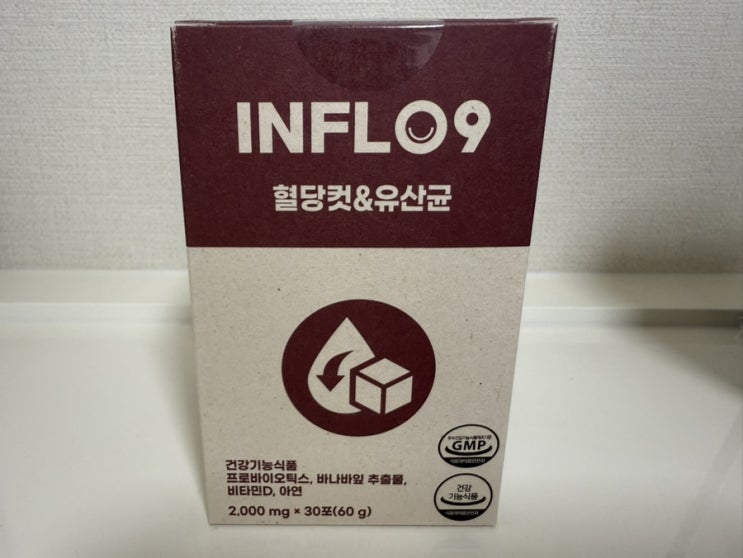 INFLO9
혈당컷&유산균
건강기능식품
프로바이오틱스, 바나바잎 추출물,
비타민D, 아연
2,000 mg × 30포(60 g)
GMP
건강
기능식품